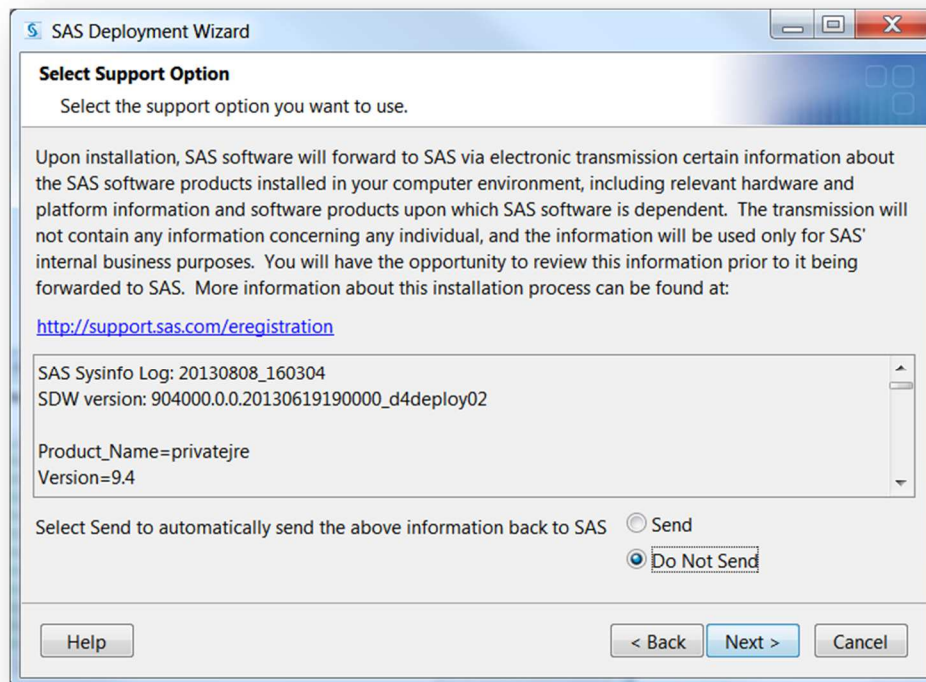 SAS Deployment Wizard
Select Support Option
Select the support option you want to use.
Upon installation, SAS software will forward to SAS via electronic transmission certain information about
the SAS software products installed in your computer environment, including relevant hardware and
platform information and software products upon which SAS software is dependent.  The transmission will
not contain any information concerning any individual, and the information will be used only for SAS'
internal business purposes.  You will have the opportunity to review this information prior to it being
forwarded to SAS.  More information about this installation process can be found at:
http://support.sas.com/eregistration
SAS Sysinfo Log: 20130808_160304
SDW version: 904000.0.0.20130619190000_d4deploy02
Product_Name=privatejre
Version=9.4
Select Send to automatically send the above information back to SAS
Send
Do Not Send
Help
< Back
Next >
Cancel